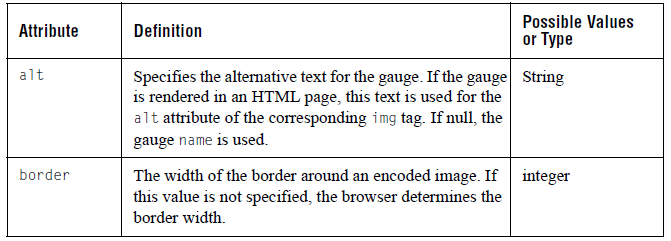 Attribute Definition Possible Values
or Type
alt Specifies the alternative text for the gauge. If the gauge String
is rendered in an HTML page, this text is used for the
alt attribute of the corresponding img tag. If null, the
gauge name is used.
border The width of the border around an encoded image. If integer
this value is not specified, the browser determines the
border width.